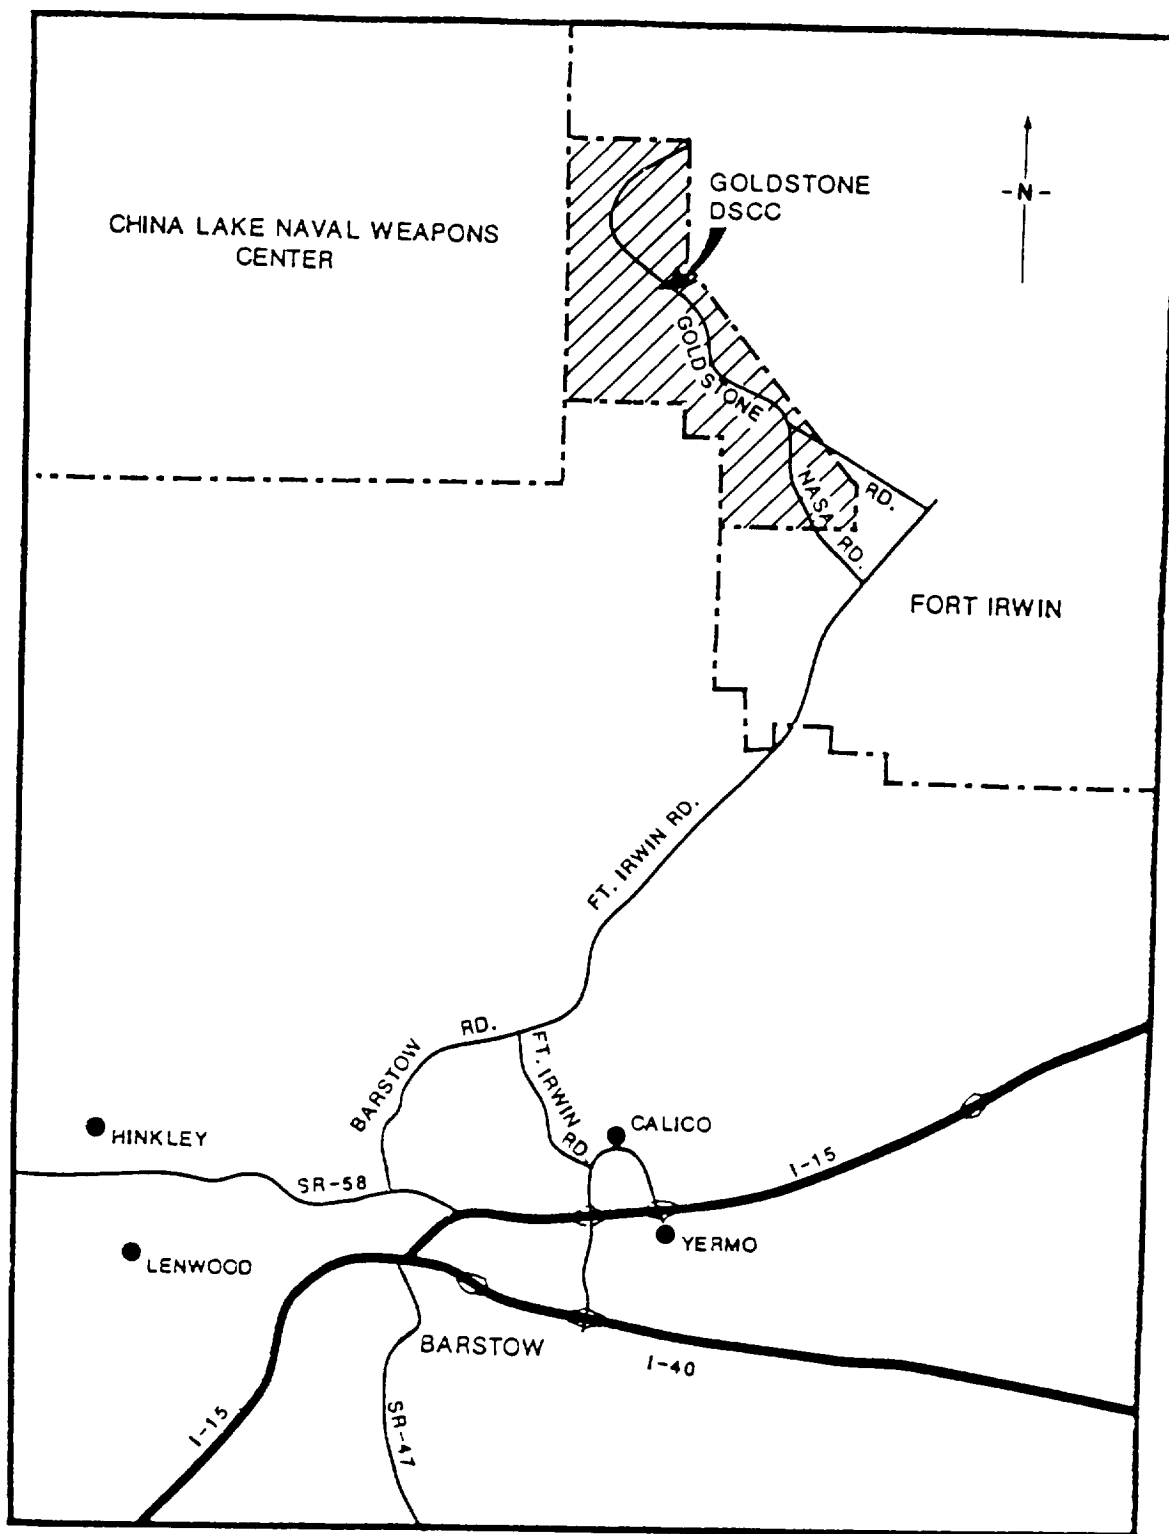 CHINA LAKE NAVAL WEAPONS
CENTER
GOLDSTONE
DSCC
-N-
GOLDSTONE
RD.
NASA RD.
FORT IRWIN
FT. IRWIN RD.
BARSTOW RD.
FT. IRWIN RD.
HINKLEY
CALICO
SR-58
I-15
YERMO
LENWOOD
BARSTOW
I-40
I-15
SR-47